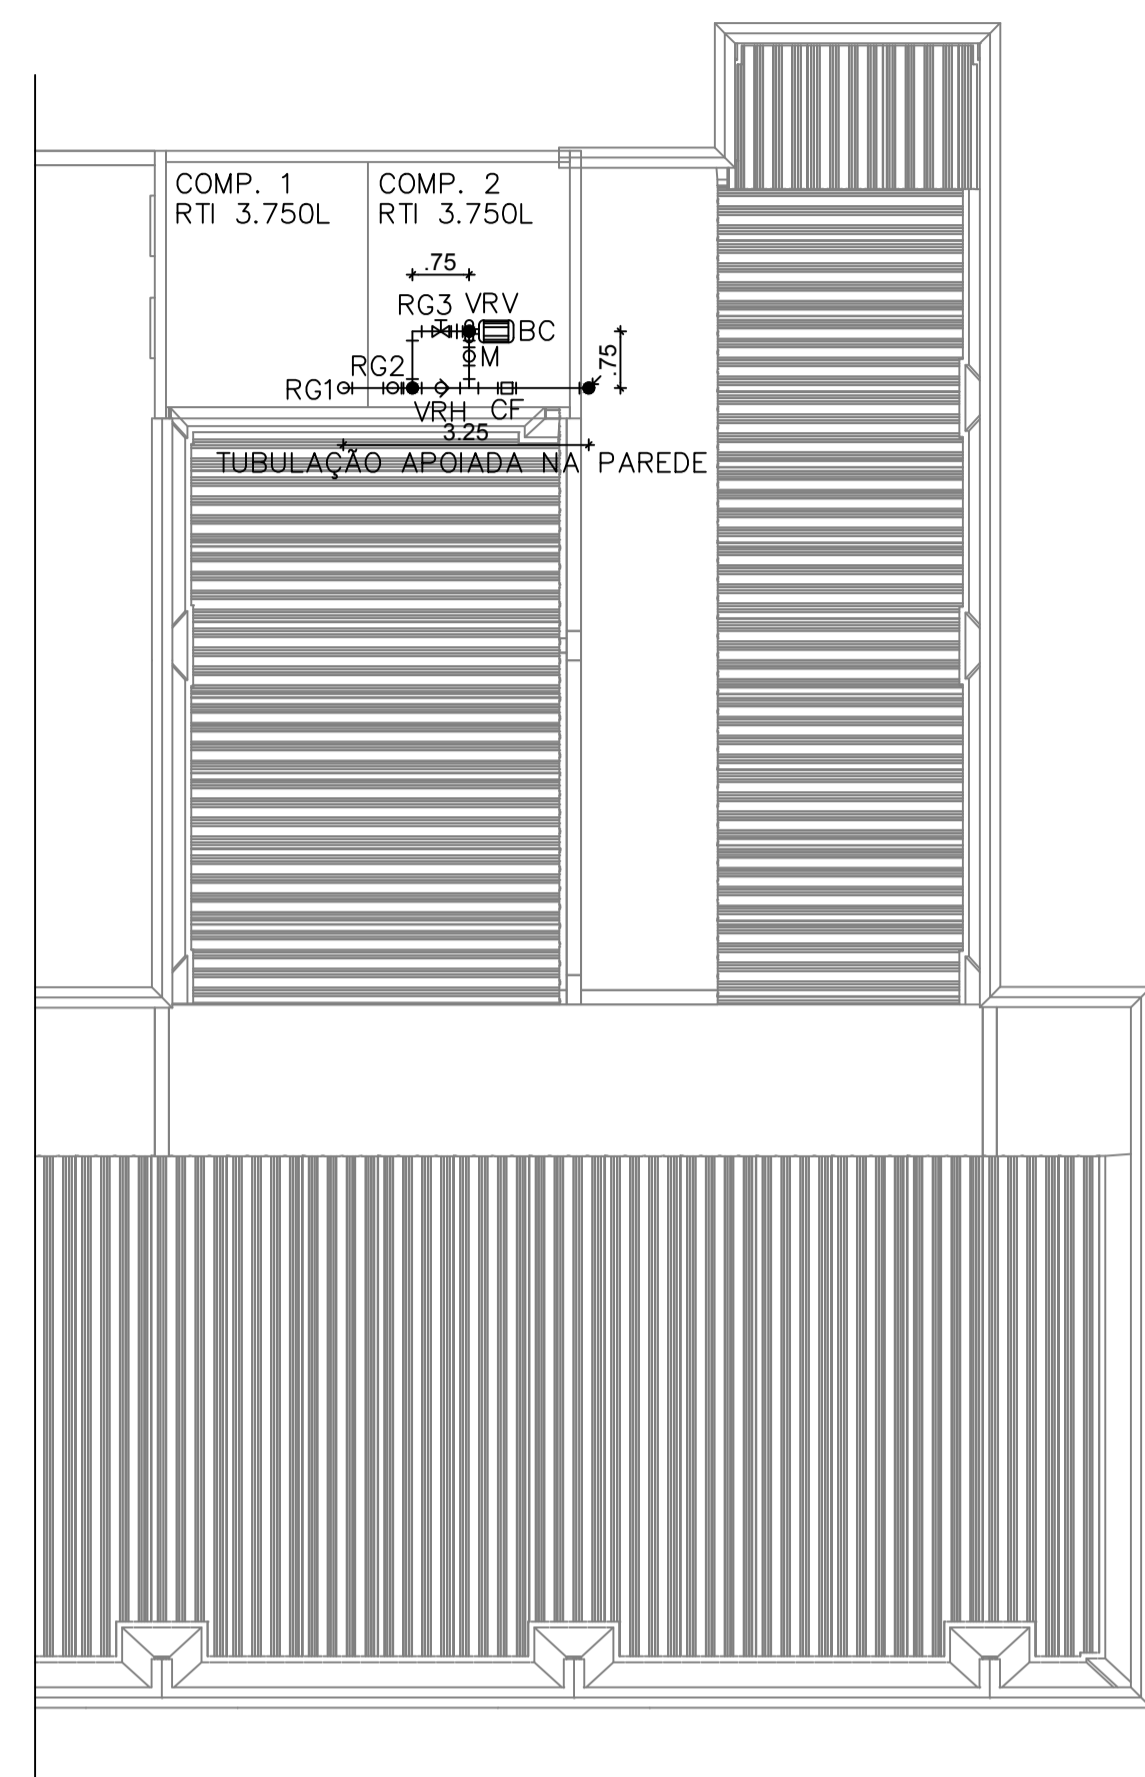 COMP. 1
RTI 3.750L
COMP. 2
RTI 3.750L
.75
RG3 VRV
BC
M
.75
RG2
RG1
VRH CF
3.25
TUBULAÇÃO APOIADA NA PAREDE